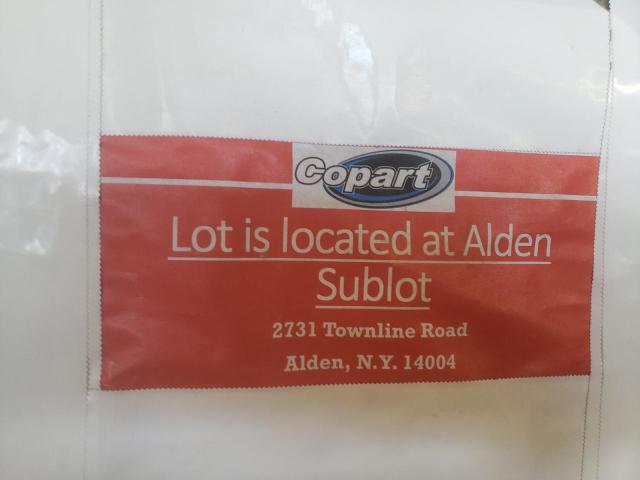 Copart
Lot is located at Alden
Sublot
2731 Townline Road
Alden, N.Y. 14004